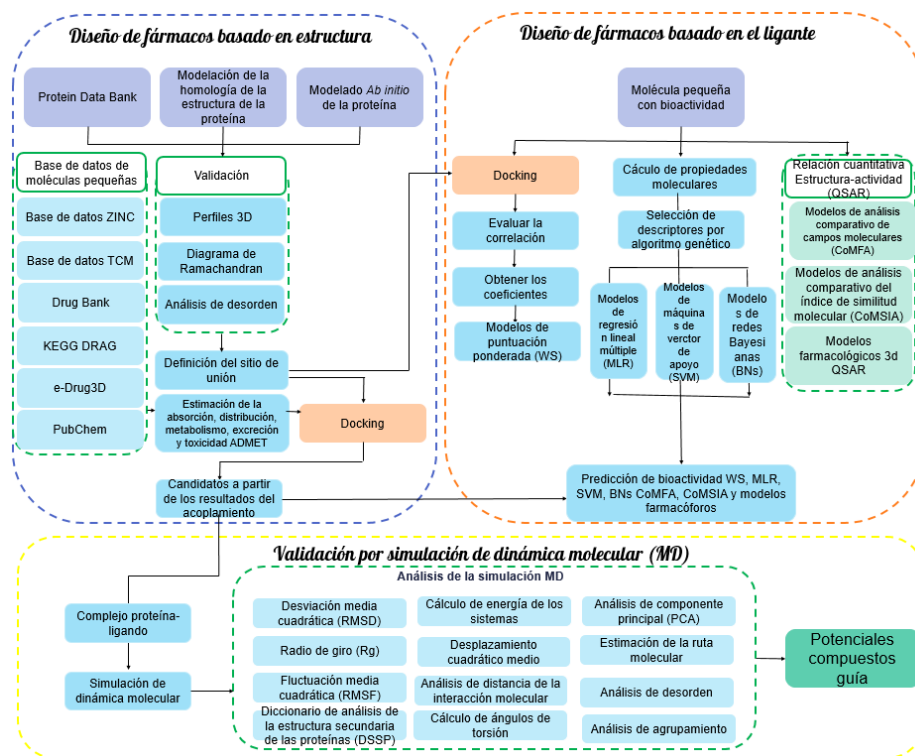 Diseño de fármacos basado en estructura
Protein Data Bank
Modelación de la
homología de la
estructura de la
proteína
Modelado Ab initio
de la proteína
Base de datos de
moléculas pequeñas
Base de datos ZINC
Base de datos TCM
Drug Bank
KEGG DRAG
e-Drug3D
PubChem
Validación
Perfiles 3D
Diagrama de
Ramachandran
Análisis de desorden
Definición del sitio de
unión
Estimación de la
absorción, distribución,
metabolismo, excreción
y toxicidad ADMET
Docking
Candidatos a partir
de los resultados del
acoplamiento
Diseño de fármacos basado en el ligante
Molécula pequeña
con bioactividad
Docking
Evaluar la
correlación
Obtener los
coeficientes
Modelos de
puntuación
ponderada (WS)
Cáculo de propiedades
moleculares
Selección de
descriptores por
algoritmo genético
Modelos
de
regresió
n lineal
múltiple
(MLR)
Modelos
de
máquina
s de
verctor
de apoyo
(SVM)
Modelo
s de
redes
Bayesi
anas
(BNs)
Relación cuantitativa
Estructura-actividad
(QSAR)
Modelos de análisis
comparativo de
campos moleculares
(CoMFA)
Modelos de análisis
comparativo del
índice de similitud
molecular (CoMSIA)
Modelos
farmacológicos 3d
QSAR
Predicción de bioactividad WS, MLR,
SVM, BNs CoMFA, CoMSIA y modelos
farmacóforos
Validación por simulación de dinámica molecular (MD)
Complejo proteína-
ligando
Simulación de
dinámica molecular
Análisis de la simulación MD
Desviación media
cuadrática (RMSD)
Radio de giro (Rg)
Fluctuación media
cuadrática (RMSF)
Diccionario de análisis de
la estructura secundaria
de las proteínas (DSSP)
Cálculo de energía de los
sistemas
Desplazamiento
cuadrático medio
Análisis de distancia de la
interacción molecular
Cálculo de ángulos de
torsión
Análisis de componente
principal (PCA)
Estimación de la ruta
molecular
Análisis de desorden
Análisis de agrupamiento
Potenciales
compuestos
guía